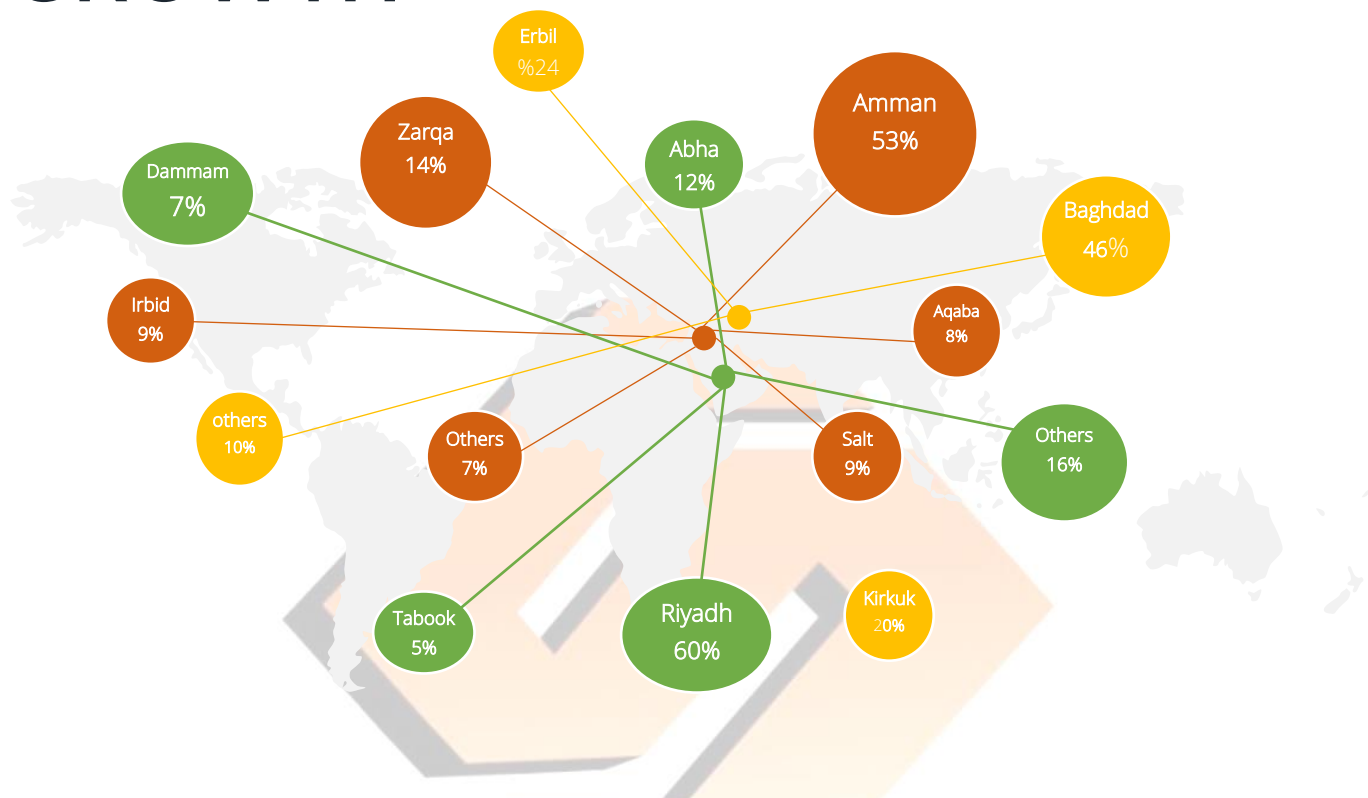 Erbil
%24
Amman
53%
Zarqa
14%
Abha
12%
Dammam
7%
Baghdad
46%
Irbid
9%
Aqaba
8%
others
10%
Others
7%
Salt
9%
Others
16%
Tabook
5%
Riyadh
60%
Kirkuk
20%